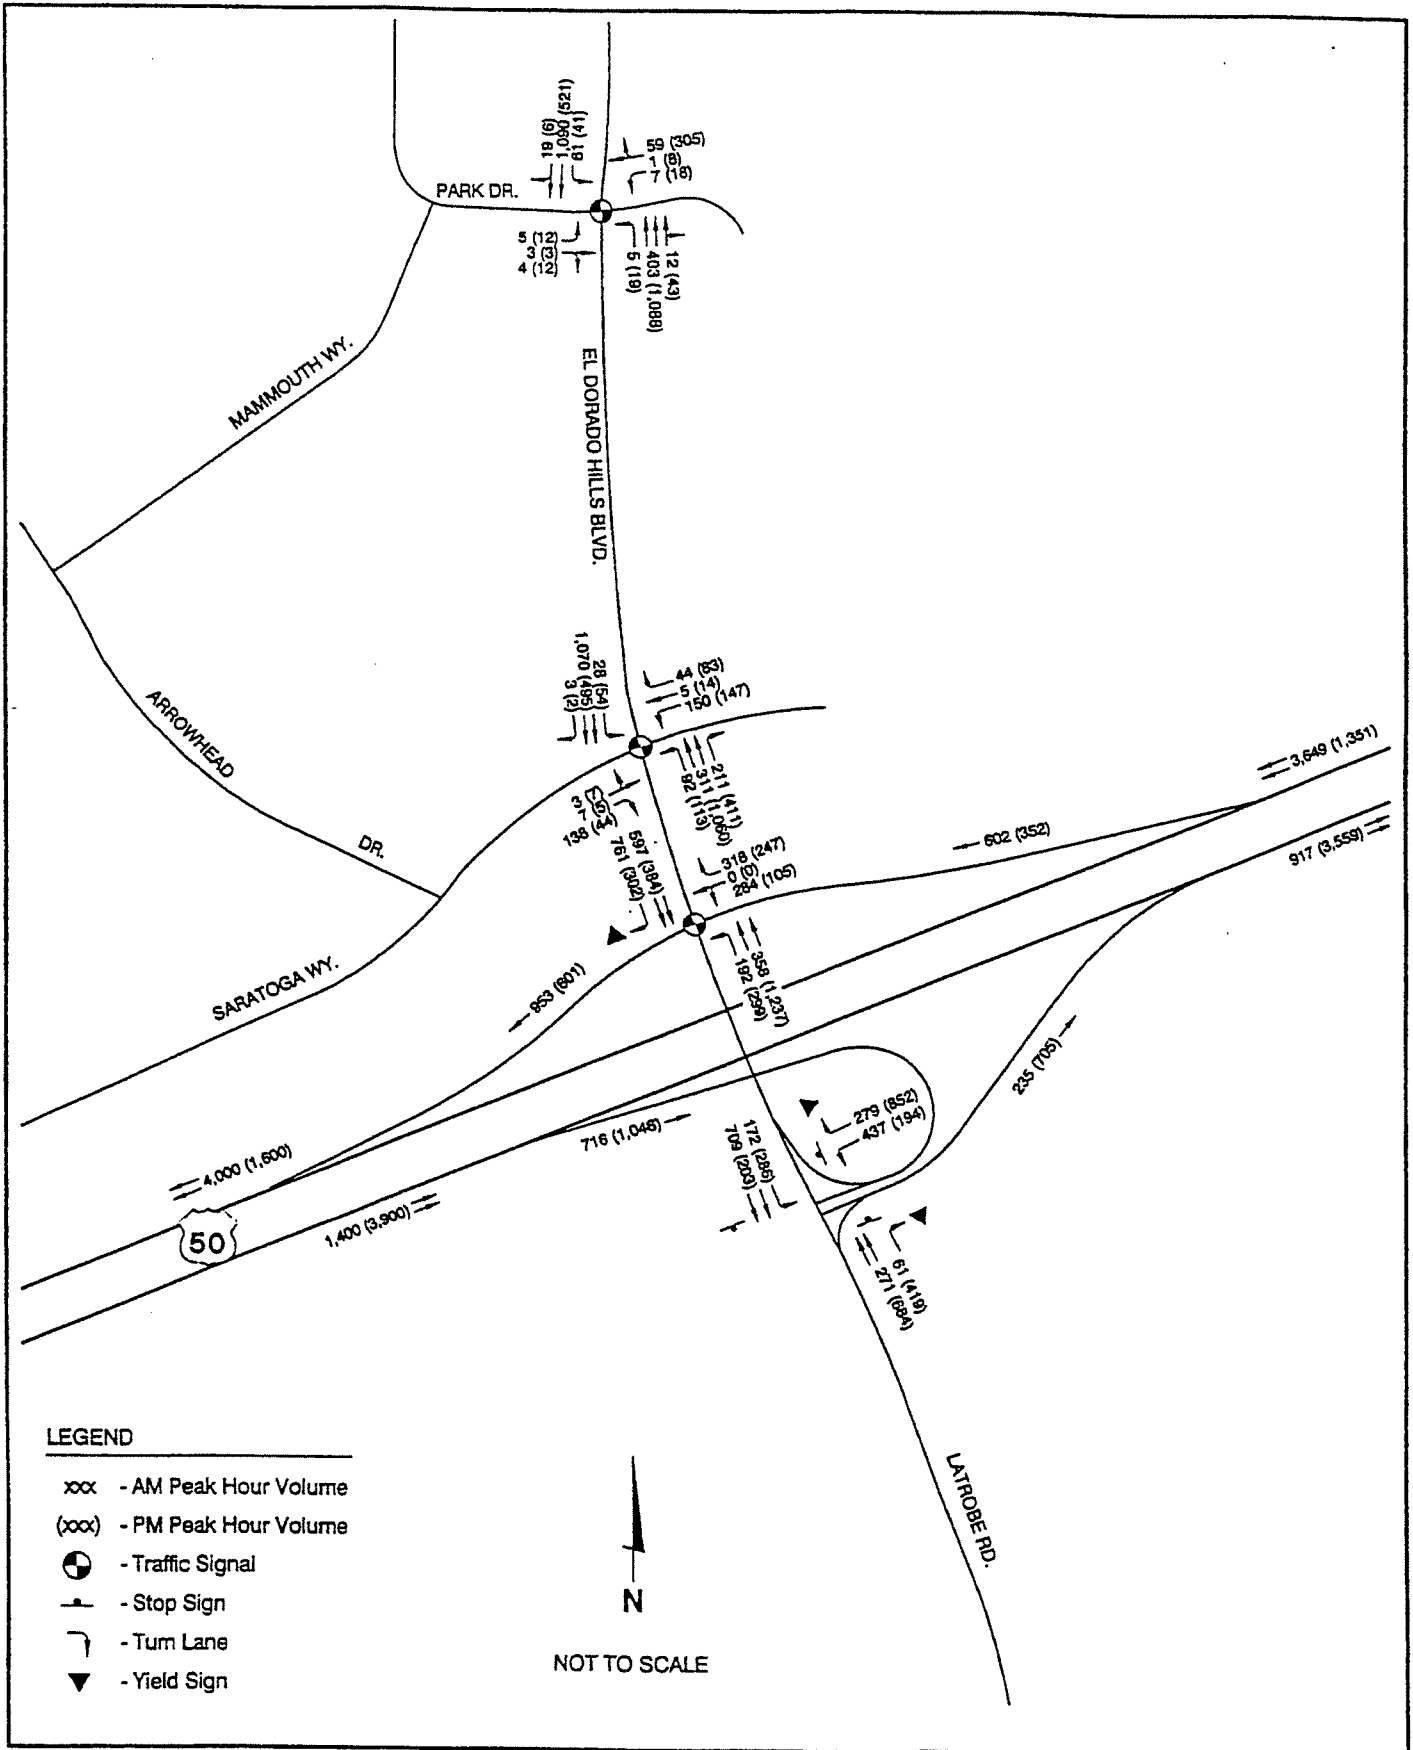 19 (6)
1,090 (521)
61 (41)
59 (305)
1 (8)
7 (18)
PARK DR.
5 (12)
3 (3)
4 (12)
5 (19)
403 (1,088)
12 (43)
MAMMOUTH WY.
EL DORADO HILLS BLVD.
1,070 (495)
3 (2)
28 (54)
44 (83)
5 (14)
150 (147)
ARROWHEAD
DR.
211 (411)
311 (1,060)
92 (113)
3,649 (1,351)
138 (44)
597 (384)
761 (302)
318 (247)
0 (0)
284 (105)
602 (352)
917 (3,559)
SARATOGA WY.
953 (601)
358 (1,237)
192 (299)
235 (705)
716 (1,046)
279 (852)
437 (194)
172 (286)
709 (203)
4,000 (1,600)
1,400 (3,900)
50
61 (419)
271 (684)
LATROBE RD.
LEGEND
xxx - AM Peak Hour Volume
(xxx) - PM Peak Hour Volume
- Traffic Signal
- Stop Sign
- Turn Lane
- Yield Sign
N
NOT TO SCALE